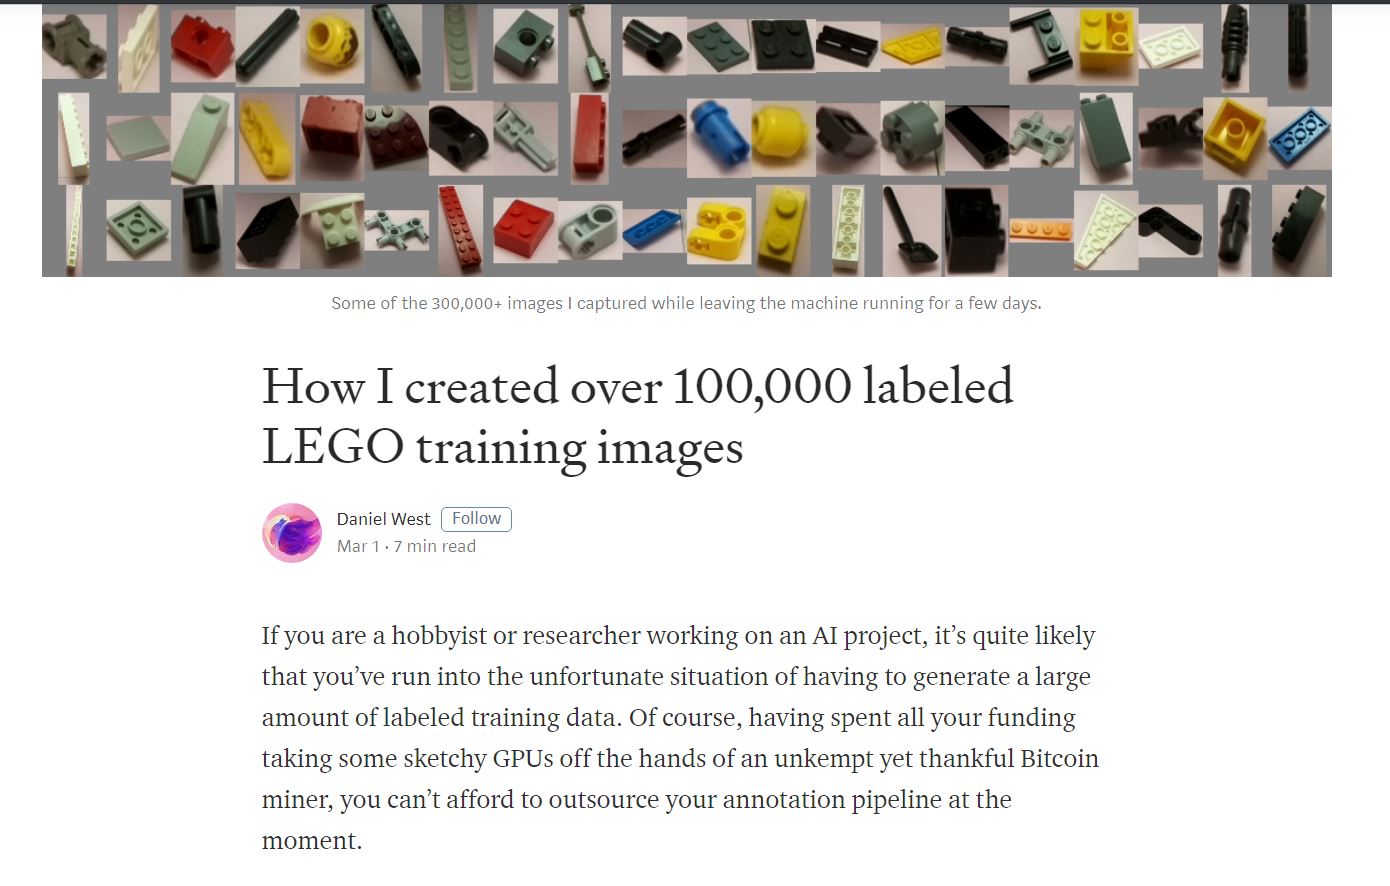 Some of the 300,000+ images I captured while leaving the machine running for a few days.
How I created over 100,000 labeled
LEGO training images
Daniel West Follow
Mar 1 · 7 min read
If you are a hobbyist or researcher working on an AI project, it’s quite likely
that you’ve run into the unfortunate situation of having to generate a large
amount of labeled training data. Of course, having spent all your funding
taking some sketchy GPUs off the hands of an unkempt yet thankful Bitcoin
miner, you can’t afford to outsource your annotation pipeline at the
moment.